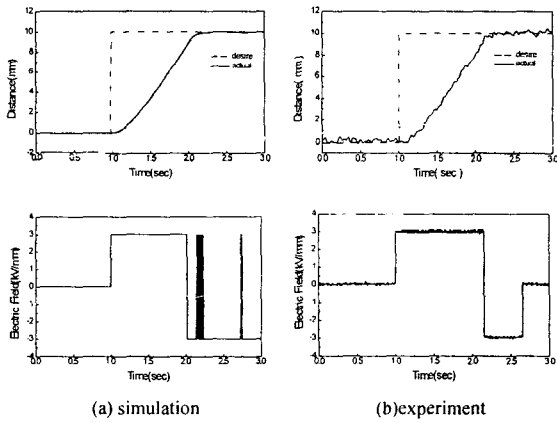 12
10
8
6
4
2
0
-2
Distance(mm)
desire
actual
0.0 0.5 1.0 1.5 2.0 2.5 3.0
Time(sec)
12
10
8
6
4
2
0
Distance( mm )
desire
actual
0.0 0.5 1.0 1.5 2.0 2.5 3.0
Time( sec )
4
3
2
1
0
-1
-2
-3
-4
Electric Field(kV/mm)
0.0 0.5 1.0 1.5 2.0 2.5 3.0
Time(sec)
4
3
2
1
0
-1
-2
-3
-4
Electric Field(kV/mm)
0.0 0.5 1.0 1.5 2.0 2.5 3.0
Time(sec)
(a) simulation
(b)experiment